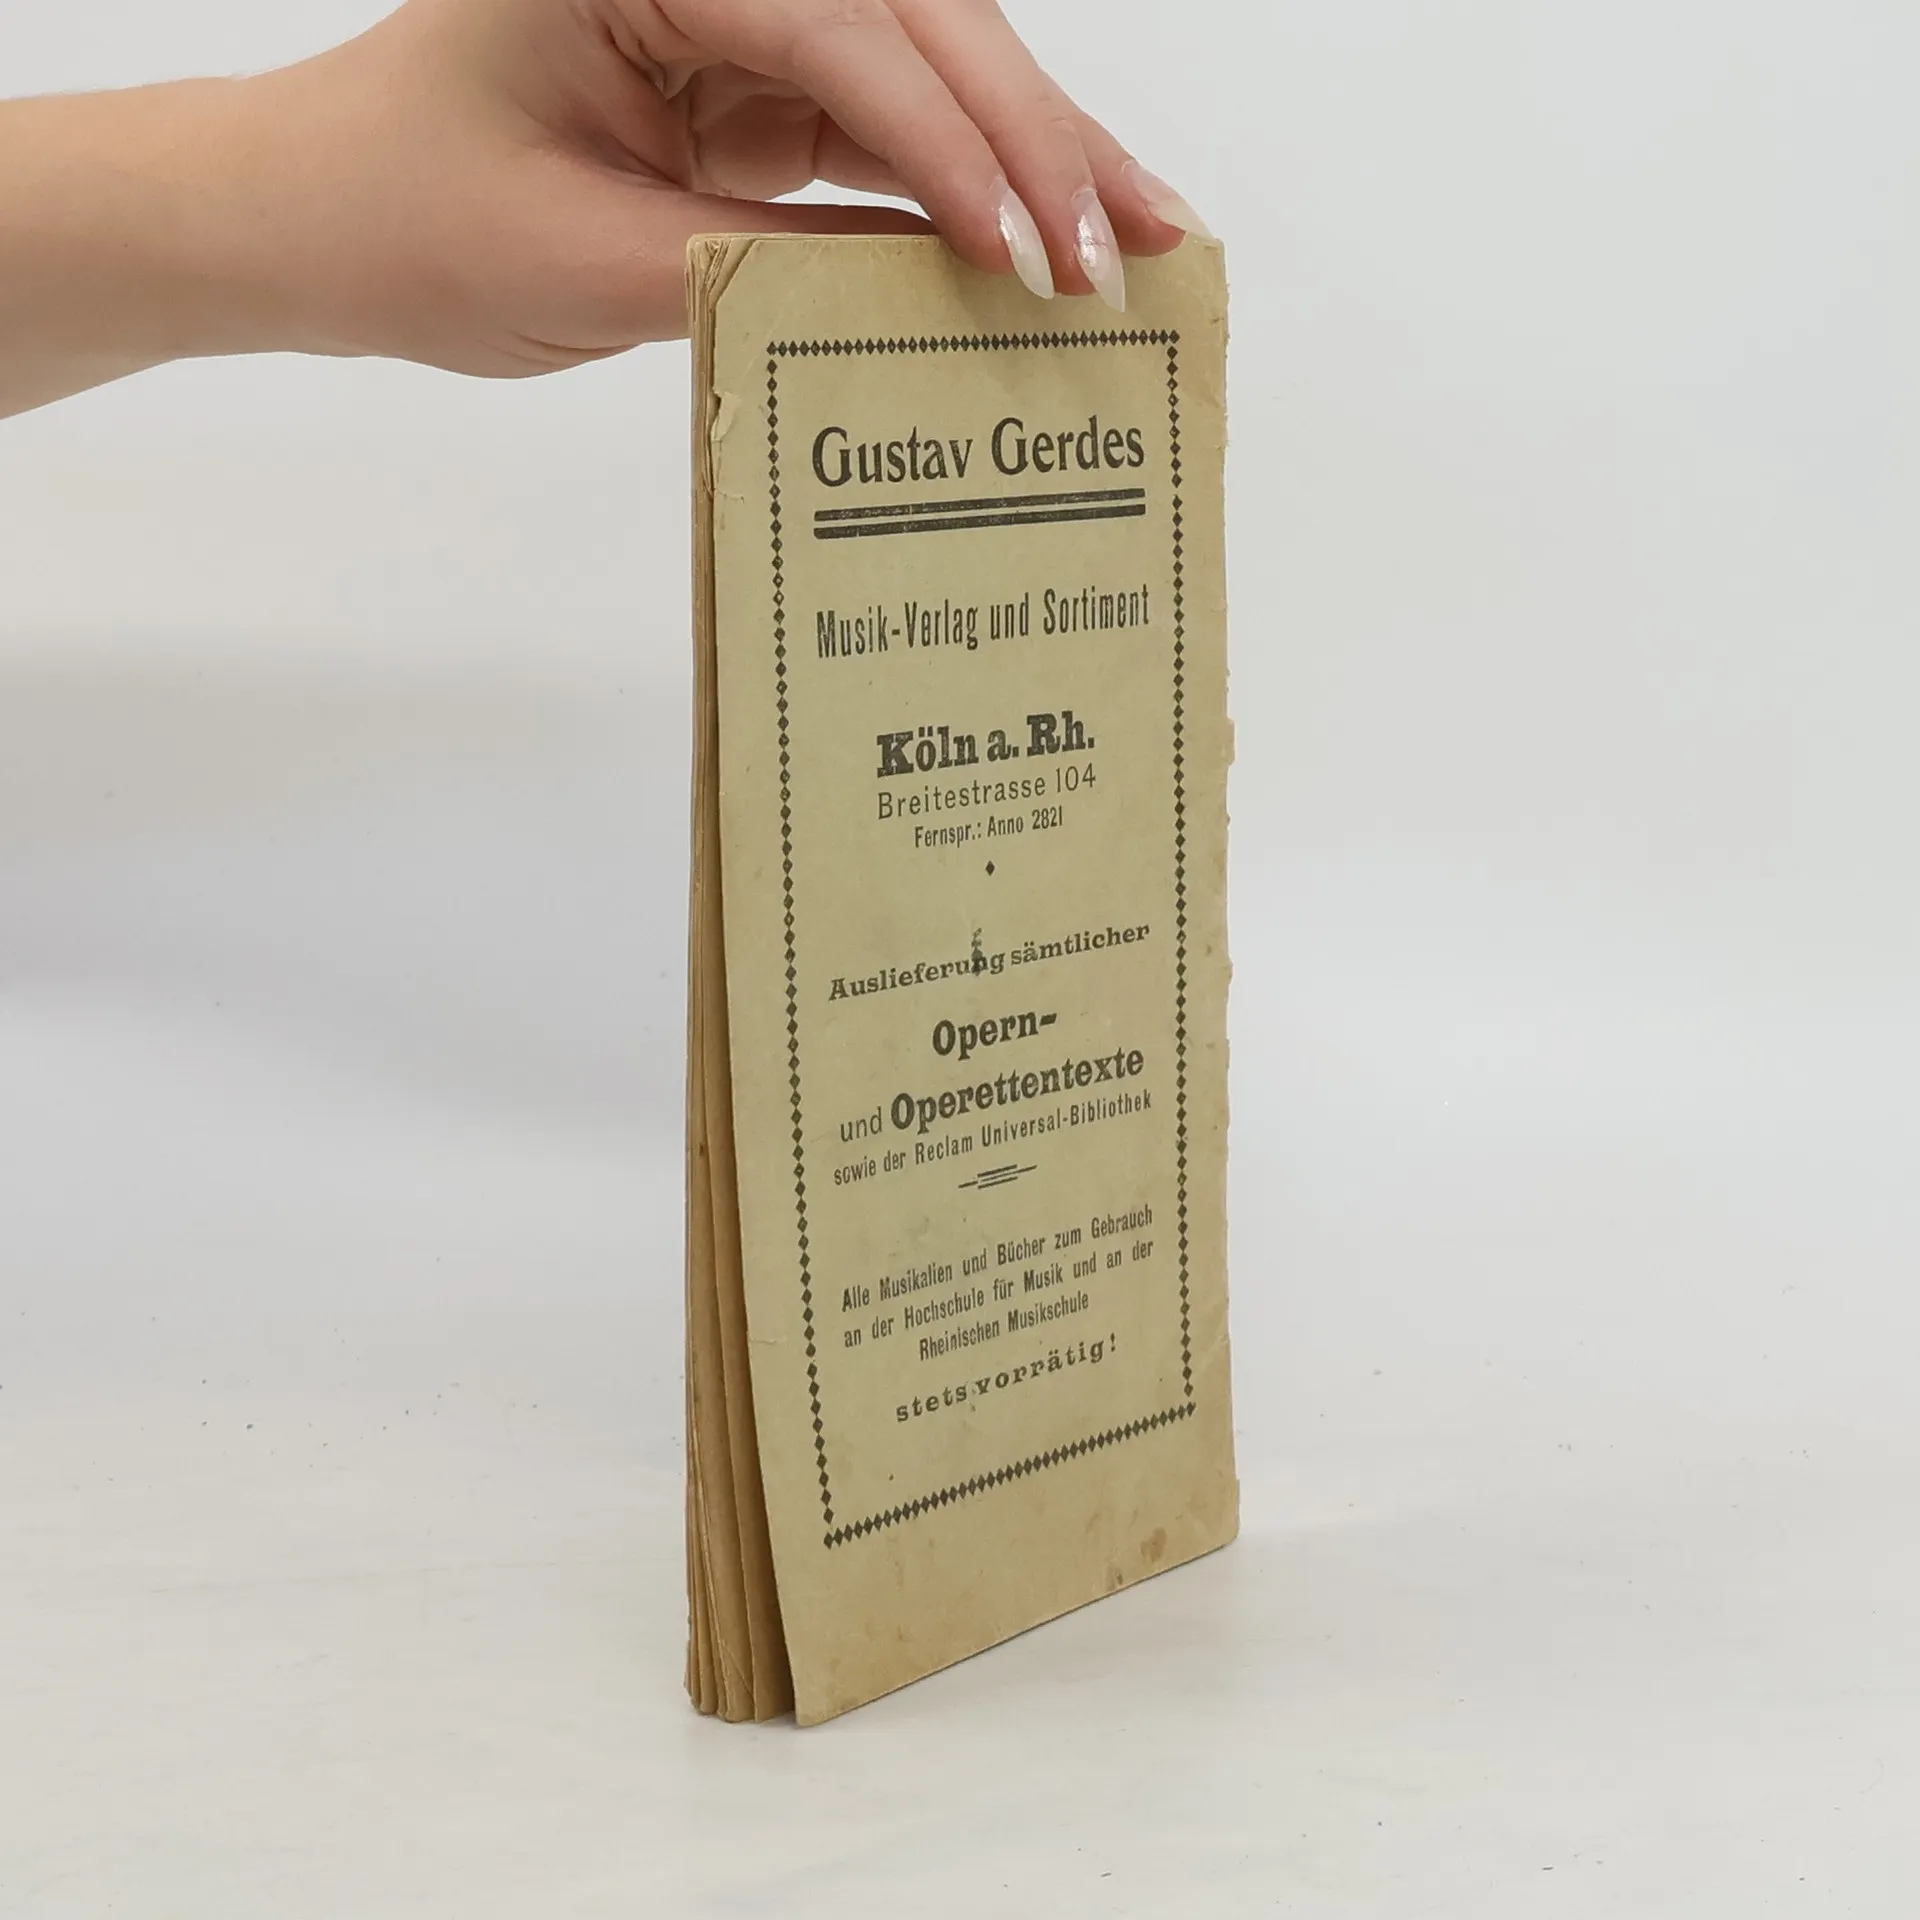 Gustav Gerdes
Musik-Verlag und Sortiment
Köln a. Rh.
Breitestrasse 104
Fernspr.: Anno 2821
Auslieferung sämtlicher
Opern-
und Operettentexte
sowie der Reclam Universal-Bibliothek
Alle Musikalien und Bücher zum Gebrauch
an der Hochschule für Musik und an der
Rheinischen Musikschule
stets vorrätig!